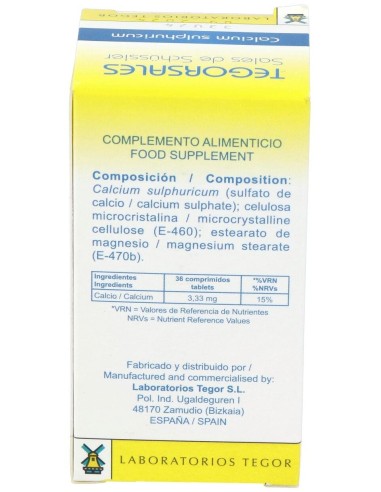 LABORATORIOS TEGOR
Calcium sulphuricum
Sales de Schüssler
TEGORSALES
COMPLEMENTO ALIMENTICIO
FOOD SUPPLEMENT
Composición / Composition:
Calcium sulphuricum (sulfato de
calcio / calcium sulphate); celulosa
microcristalina / microcrystalline
cellulose (E-460); estearato de
magnesio / magnesium stearate
(E-470b).
Ingredientes 36 comprimidos *%VRN
Ingredients tablets %NRVs
Calcio / Calcium 3,33 mg 15%
*VRN = Valores de Referencia de Nutrientes
NRVs = Nutrient Reference Values
Fabricado y distribuido por /
Manufactured and commercialised by:
Laboratorios Tegor S.L.
Pol. Ind. Ugaldeguren I
48170 Zamudio (Bizkaia)
ESPAÑA / SPAIN
LABORATORIOS TEGOR